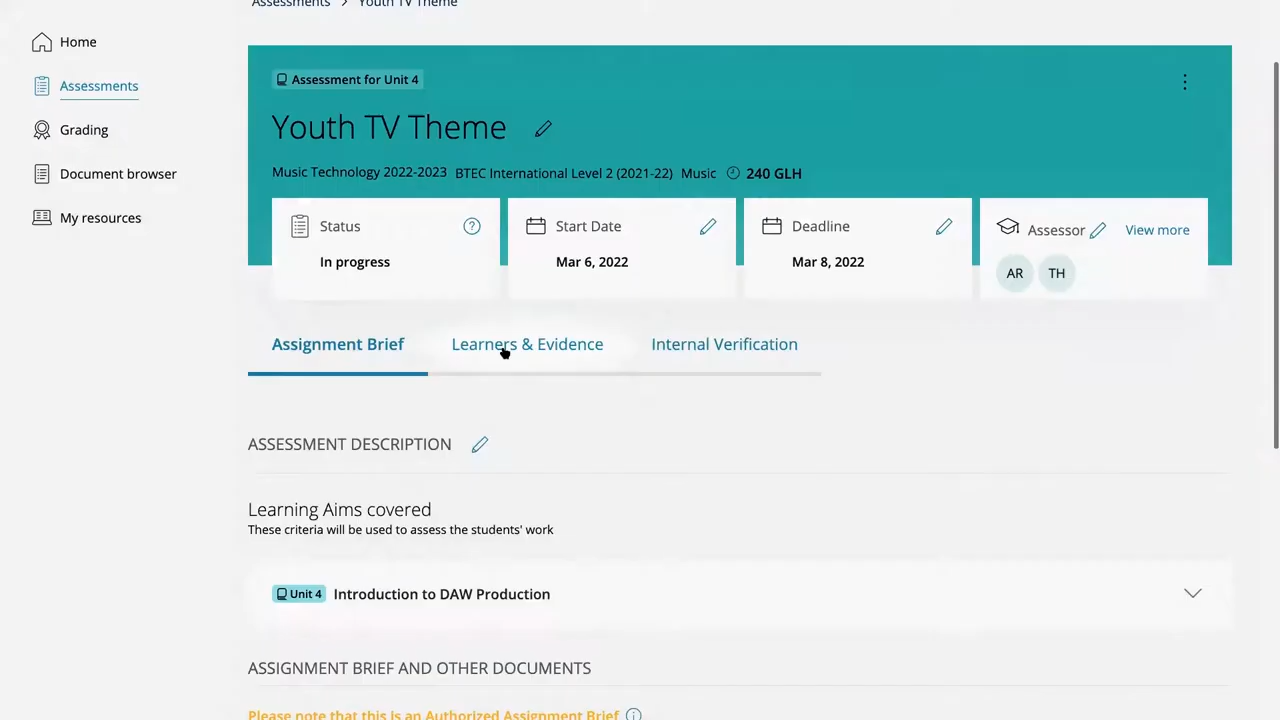 Assessments > Youth TV Theme
Home
Assessments
Grading
Document browser
My resources
Assessment for Unit 4
Youth TV Theme
Music Technology 2022-2023 BTEC International Level 2 (2021-22) Music 240 GLH
Status
In progress
Start Date
Mar 6, 2022
Deadline
Mar 8, 2022
Assessor View more
AR TH
Assignment Brief Learners & Evidence Internal Verification
ASSESSMENT DESCRIPTION
Learning Aims covered
These criteria will be used to assess the students' work
Unit 4 Introduction to DAW Production
ASSIGNMENT BRIEF AND OTHER DOCUMENTS
Please note that this is an Authorized Assignment Brief